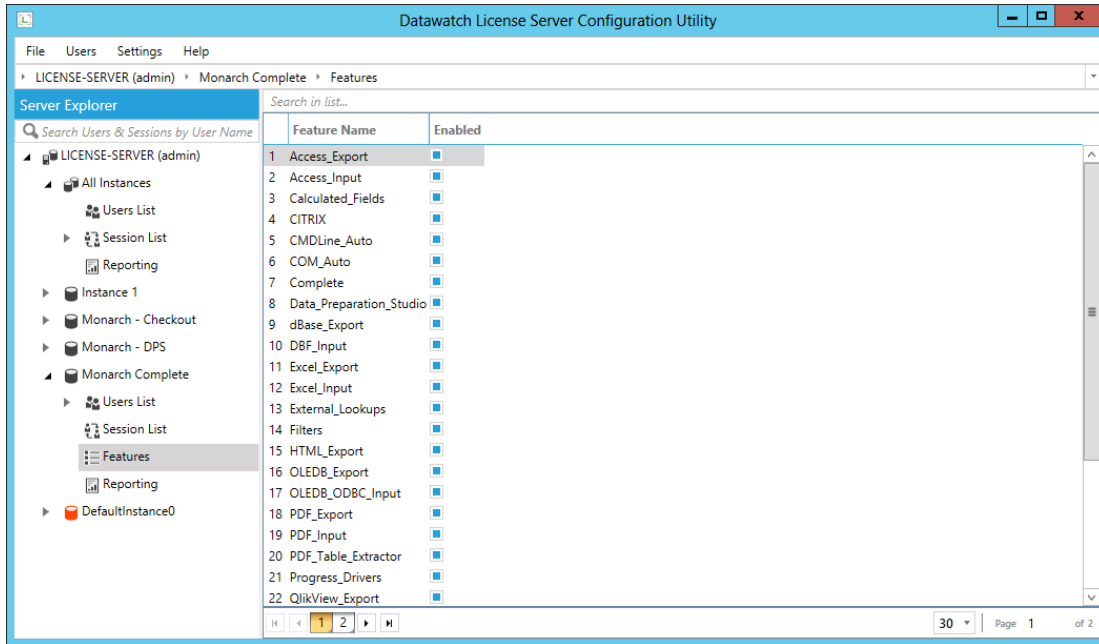 Datawatch License Server Configuration Utility
File Users Settings Help
LICENSE-SERVER (admin) Monarch Complete Features
Server Explorer
Search in list...
Search Users & Sessions by User Name
Feature Name Enabled
LICENSE-SERVER (admin)
All Instances
Users List
Session List
Reporting
Instance 1
Monarch - Checkout
Monarch - DPS
Monarch Complete
Users List
Session List
Features
Reporting
DefaultInstance0
1 Access_Export
2 Access_Input
3 Calculated_Fields
4 CITRIX
5 CMDLine_Auto
6 COM_Auto
7 Complete
8 Data_Preparation_Studio
9 dBase_Export
10 DBF_Input
11 Excel_Export
12 Excel_Input
13 External_Lookups
14 Filters
15 HTML_Export
16 OLEDB_Export
17 OLEDB_ODBC_Input
18 PDF_Export
19 PDF_Input
20 PDF_Table_Extractor
21 Progress_Drivers
22 QlikView_Export
1 2
30 Page 1 of 2